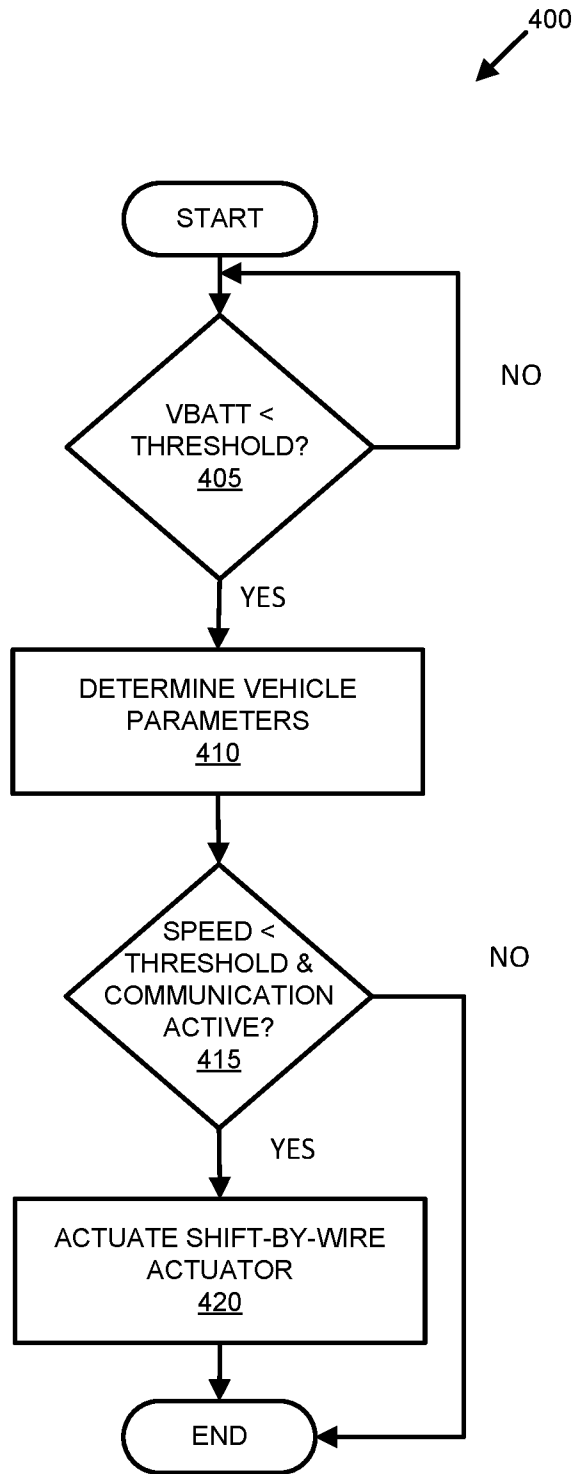 400
START
VBATT <
THRESHOLD?
405
NO
YES
DETERMINE VEHICLE
PARAMETERS
410
SPEED <
THRESHOLD &
COMMUNICATION
ACTIVE?
415
NO
YES
ACTUATE SHIFT-BY-WIRE
ACTUATOR
420
END